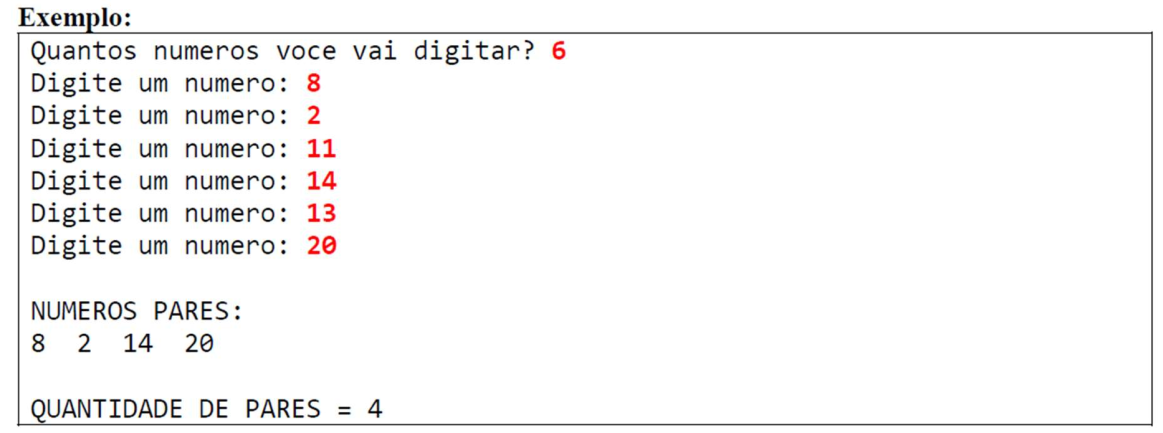 Exemplo:
Quantos numeros voce vai digitar? 6
Digite um numero: 8
Digite um numero: 2
Digite um numero: 11
Digite um numero: 14
Digite um numero: 13
Digite um numero: 20
NUMEROS PARES:
8  2  14  20
QUANTIDADE DE PARES = 4